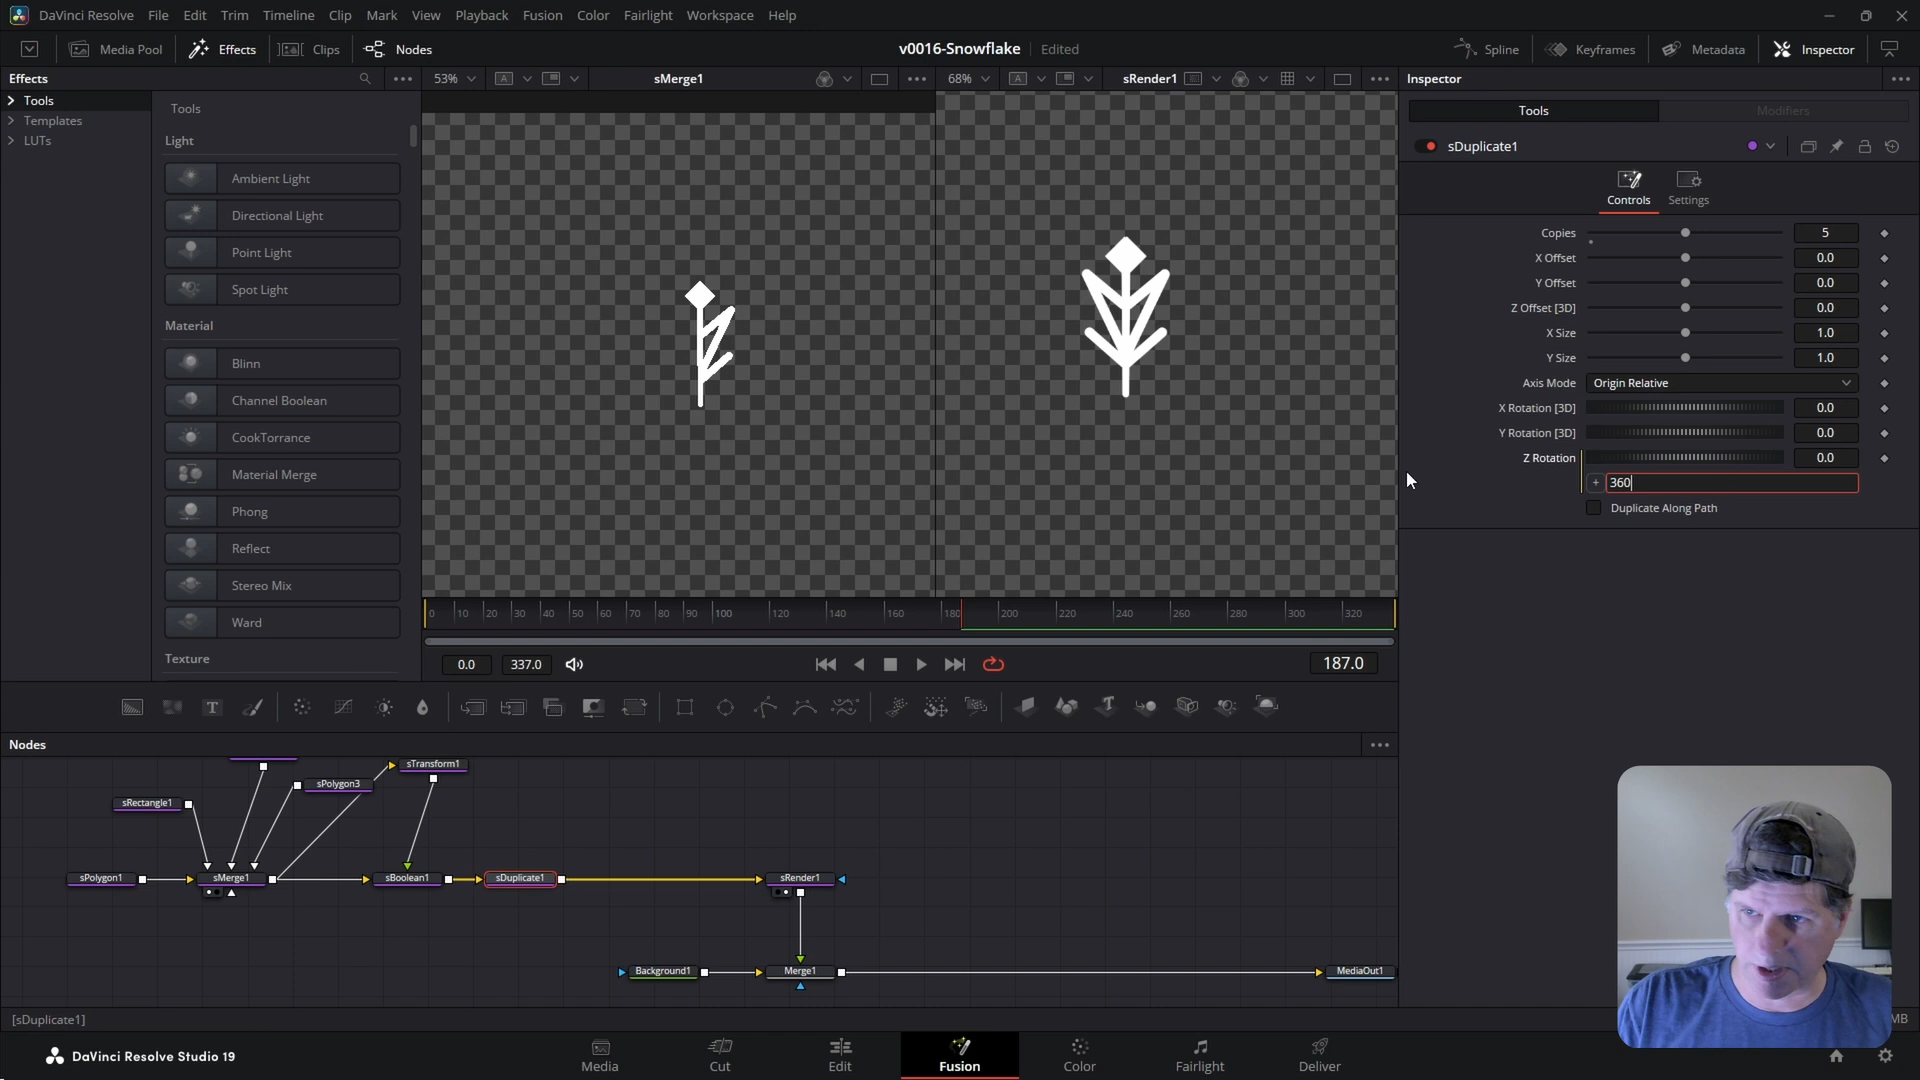 DaVinci Resolve File Edit Trim Timeline Clip Mark View Playback Fusion Color Fairlight Workspace Help
Media Pool Effects Clips Nodes v0016-Snowflake Edited Spline Keyframes Metadata Inspector
Effects 53% A sMerge1 68% A sRender1 Inspector
Tools
Templates
LUTs
Tools
Light
Ambient Light
Directional Light
Point Light
Spot Light
Material
Blinn
Channel Boolean
CookTorrance
Material Merge
Phong
Reflect
Stereo Mix
Ward
Texture
Tools Modifiers
sDuplicate1
Controls Settings
Copies 5
X Offset 0.0
Y Offset 0.0
Z Offset [3D] 0.0
X Size 1.0
Y Size 1.0
Axis Mode Origin Relative
X Rotation [3D] 0.0
Y Rotation [3D] 0.0
Z Rotation 0.0
+ 360
Duplicate Along Path
0 10 20 30 40 50 60 70 80 90 100 120 140 160 180 200 220 240 260 280 300 320
0.0 337.0 187.0
T
T
Nodes
sTransform1
sPolygon3
sRectangle1
sPolygon1 sMerge1 sBoolean1 sDuplicate1 sRender1
Background1 Merge1 MediaOut1
[sDuplicate1] MB
DaVinci Resolve Studio 19
Media Cut Edit Fusion Color Fairlight Deliver